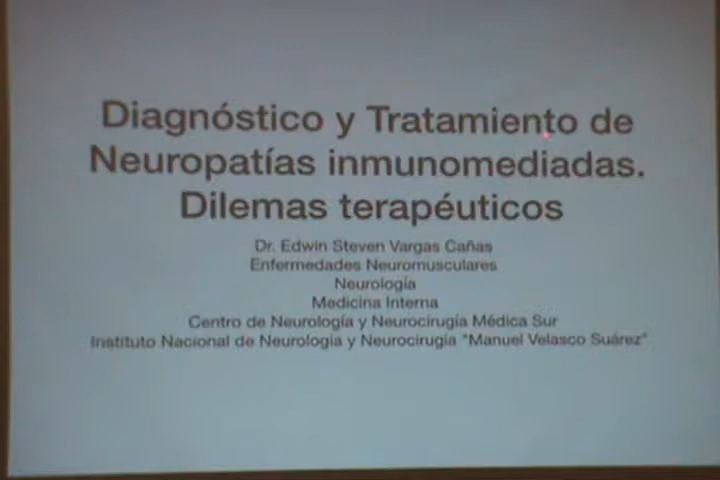 Diagnóstico y Tratamiento de
Neuropatías inmunomediadas.
Dilemas terapéuticos
Dr. Edwin Steven Vargas Cañas
Enfermedades Neuromusculares
Neurología
Medicina Interna
Centro de Neurología y Neurocirugía Médica Sur
Instituto Nacional de Neurología y Neurocirugía "Manuel Velasco Suárez"